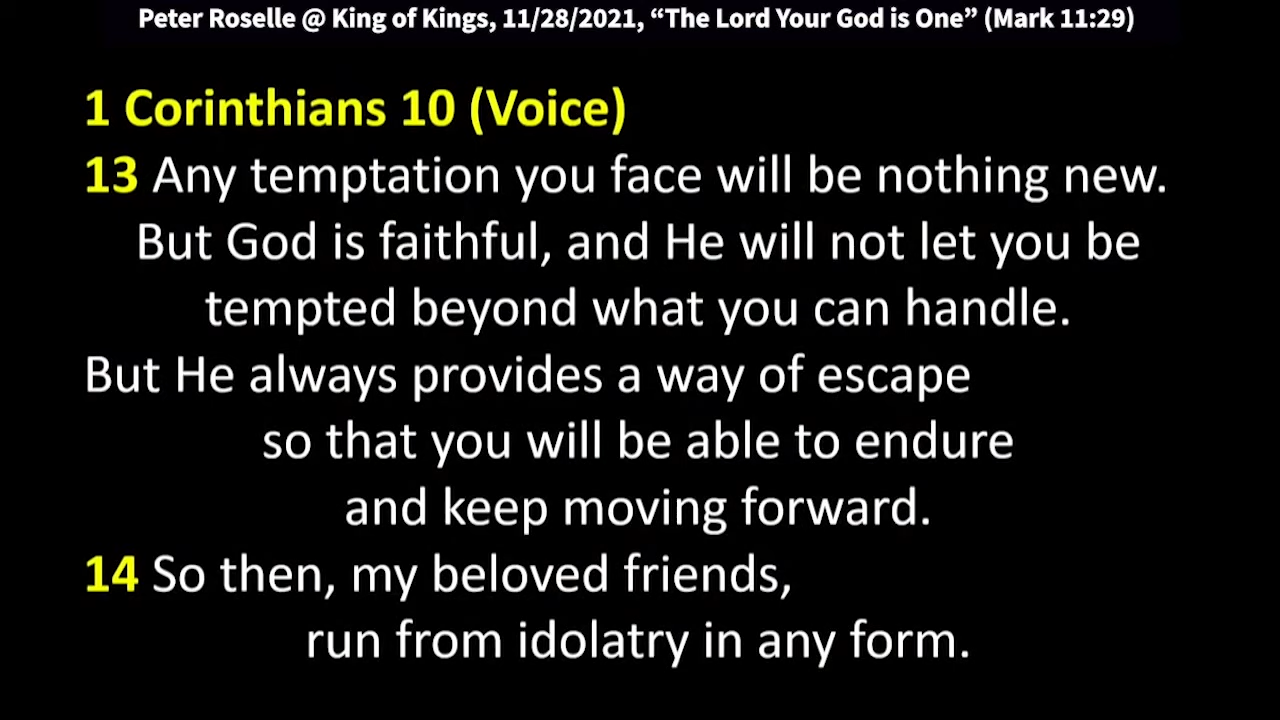 Peter Roselle @ King of Kings, 11/28/2021, “The Lord Your God is One” (Mark 11:29)
1 Corinthians 10 (Voice)
13 Any temptation you face will be nothing new.
But God is faithful, and He will not let you be
tempted beyond what you can handle.
But He always provides a way of escape
so that you will be able to endure
and keep moving forward.
14 So then, my beloved friends,
run from idolatry in any form.